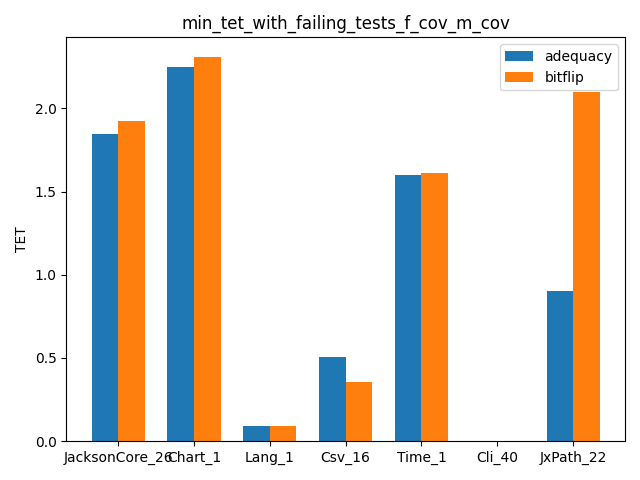 min_tet_with_failing_tests_f_cov_m_cov
adequacy
bitflip
TET
2.0
1.5
1.0
0.5
0.0
JacksonCore_26
Chart_1
Lang_1
Csv_16
Time_1
Cli_40
JxPath_22